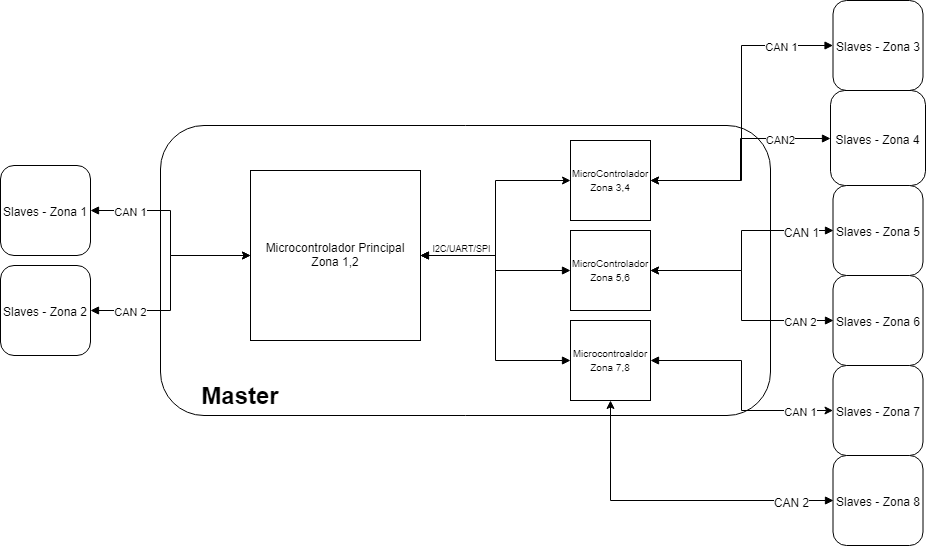 CAN 1
Slaves - Zona 3
CAN2
Slaves - Zona 4
MicroControlador
Zona 3,4
Slaves - Zona 1
CAN 1
Microcontrolador Principal
Zona 1,2
I2C/UART/SPI
MicroControlador
Zona 5,6
CAN 1
Slaves - Zona 5
Slaves - Zona 2
CAN 2
CAN 2
Slaves - Zona 6
Microcontroaldor
Zona 7,8
Master
CAN 1
Slaves - Zona 7
CAN 2
Slaves - Zona 8